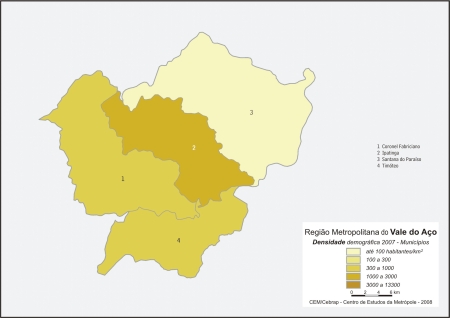 3
2
1
4
1 Coronel Fabriciano
2 Ipatinga
3 Santana do Paraíso
4 Timóteo
Região Metropolitana do Vale do Aço
Densidade demográfica 2007 - Municípios
até 100 habitantes/km²
100 a 300
300 a 1000
1000 a 3000
3000 a 13300
0 2 4 6 km
CEM/Cebrap - Centro de Estudos da Metrópole - 2008